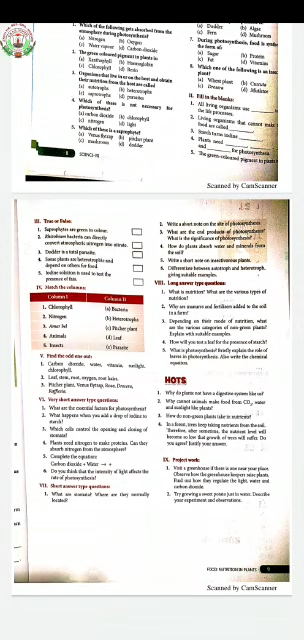 1. Which of the following gets absorbed from the
atmosphere during photosynthesis?
(a) Nitrogen (b) Oxygen
(c) Water vapour (d) Carbon dioxide
2. The green coloured pigment in plants is:
(a) Xanthophyll (b) Haemoglobin
(c) Chlorophyll (d) Resin
3. Organisms that live in or on the host and obtain
their nutrition from the host are called
(a) autotrophs (b) heterotrophs
(c) saprotrophs (d) parasites
4. Which of these is not necessary for
photosynthesis?
(a) carbon dioxide (b) chlorophyll
(c) nitrogen (d) light
5. Which of these is a saprophyte?
(a) Venus flytrap (b) pitcher
(c) mushroom (d) dodder
SCIENCE-7
(a) Dodder (b) Algae
(c) Fern (d) Mushroom
7. During photosynthesis, food is
the form of:
(a) Sugar (b) Protein
(c) Fat (d) Vitamins
8. Which one of the following is an
plant?
(a) Wheat plant (b) Cuscuta
II. Fill in the blanks:
1. All living organisms
the life processes.
2. Living organisms that cannot make
food are called
3. Starch turns iodine
4. Plants need
and for photosynthesis.
5. The green-coloured pigment in plants
Scanned by CamScanner
III. True or False:
1. Saprophytes are green in colour.
2. Rhizobium bacteria can directly
convert atmospheric nitrogen into nitrate.
3. Dodder is a total parasite.
4. Some plants are heterotrophic and
depend on others for food.
5. Iodine solution is used to test the
presence of fats.
IV. Match the columns:
Column I Column II
1. Chlorophyll (a) Bacteria
2. Nitrogen (b) Heterotrophs
3. (c) Pitcher plant
4. Animals (d) Leaf
5. Insects (e) Parasite
V. Find the odd one out:
1. Carbon dioxide, water, vitamin, sunlight,
chlorophyll.
2. Leaf, stem, root, oxygen, root hairs.
3. Pitcher plant, Venus flytrap, Rose, Drosera,
Rafflesia
VI. Very short answer type questions:
1. What are the essential factors for photosynthesis?
2. What happens when you add a drop of iodine to
starch?
3. Which cells control the opening and closing of
stomata?
4. Plants need nitrogen to make proteins. Can they
absorb nitrogen from the atmosphere?
5. Complete the equation:
Carbon dioxide + Water → +
6. Do you think that the intensity of light affects the
rate of photosynthesis?
VII. Short answer type questions:
1. What are stomata? Where are they normally
located?
2. Write a short note on the site of photosynthesis.
3. What are the end products of photosynthesis?
What is the significance of photosynthesis?
4. How do plants absorb water and minerals from
the soil?
5. Write a short note on insectivorous plants.
6. Differentiate between autotroph and heterotroph,
giving suitable examples.
VIII. Long answer type questions:
1. What is nutrition? What are the various types of
nutrition?
2. Why are manures and fertilisers added to the soil
in a farm?
3. Depending on their mode of nutrition, what
are the various categories of non-green plants?
Explain with suitable examples.
4. How will you test a leaf for the presence of starch?
5. What is photosynthesis? Briefly explain the role of
leaves in photosynthesis. Also write the chemical
equation.
HOTS
1. Why do plants not have a digestive system like us?
2. Why cannot animals make food from CO₂, water
and sunlight like plants?
3. How do non-green plants take in nutrients?
4. In a forest, trees keep taking nutrients from the soil.
Therefore, after sometime, the nutrient level will
become so low that growth of trees will suffer. Do
you agree? Justify your answer.
IX. Project work:
1. Visit a greenhouse if there is one near your place.
Observe how the greenhouse keepers raise plants.
Find out how they regulate the light, water and
carbon dioxide.
2. Try growing a sweet potato just in water. Describe
your experiment and observations.
FOOD: NUTRITION IN PLANTS 9
Scanned by CamScanner